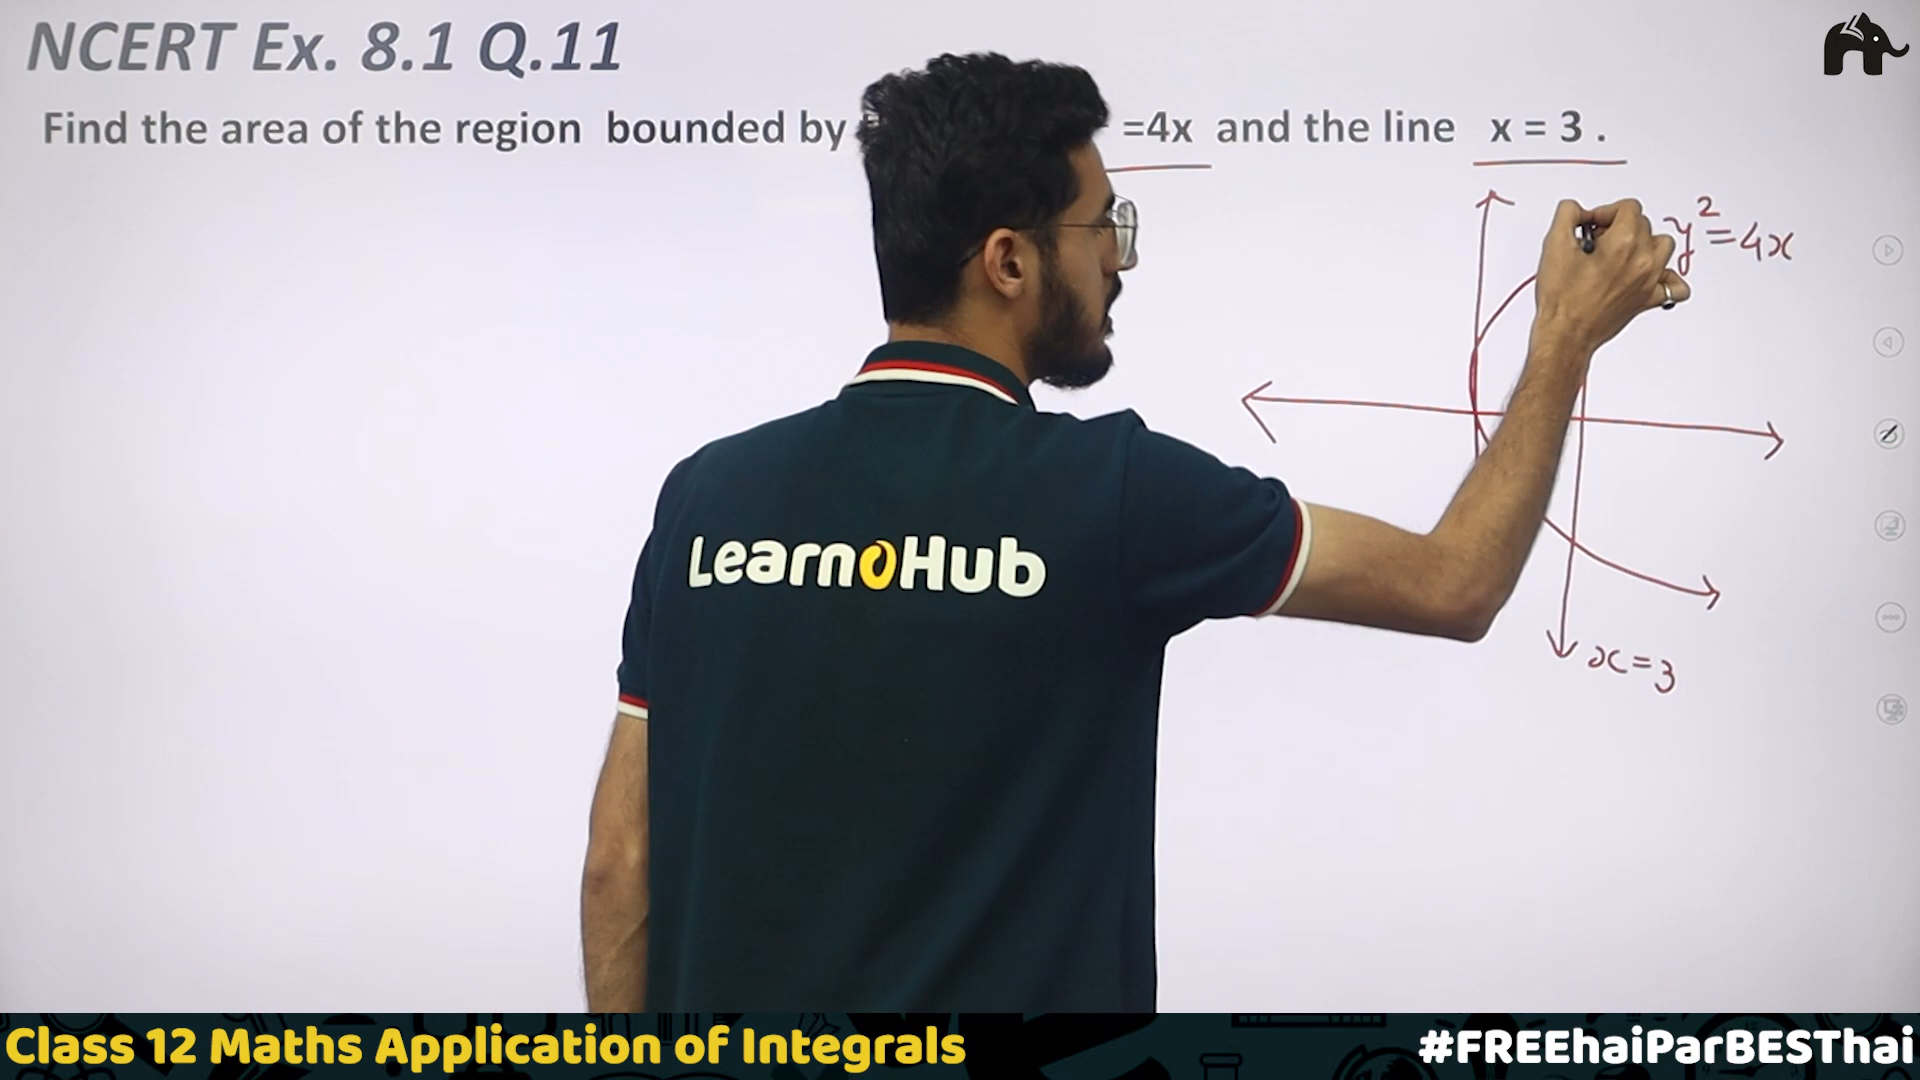 NCERT Ex. 8.1 Q.11
Find the area of the region bounded by =4x and the line x = 3 .
y²=4x
x=3
LearnoHub
Class 12 Maths Application of Integrals
#FREEhaiParBESThai